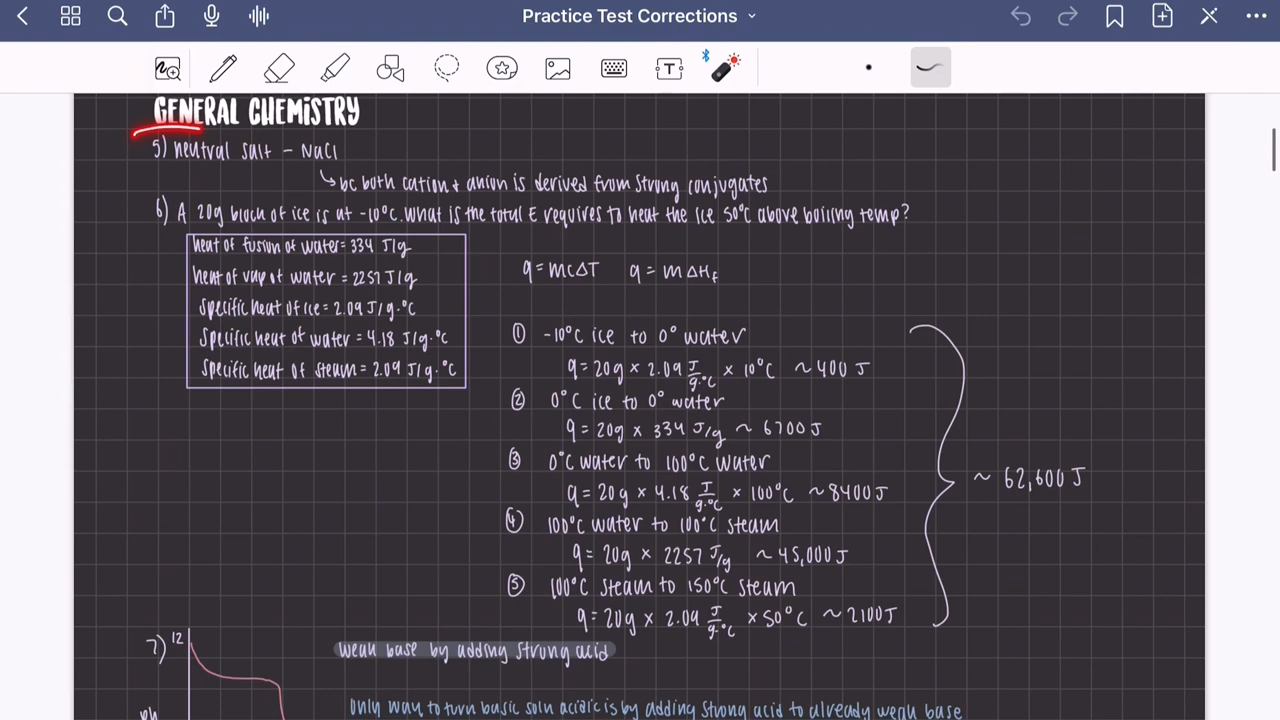 Practice Test Corrections
GENERAL CHEMISTRY
5) neutral salt - NaCl
↳ bc both cation + anion is derived from strong conjugates
6) A 20g block of ice is at -10°C. What is the total E requires to heat the ice 50°C above boiling temp?
heat of fusion of water = 334 J/g
heat of vap of water = 2257 J/g
specific heat of ice = 2.09 J/g·°C
specific heat of water = 4.18 J/g·°C
specific heat of steam = 2.09 J/g·°C
q = mcΔT q = mΔHf
① -10°C ice to 0° water
q = 20g × 2.09 J/g·°C × 10°C ~ 400 J
② 0°C ice to 0° water
q = 20g × 334 J/g ~ 6700 J
③ 0°C water to 100°C water
q = 20g × 4.18 J/g·°C × 100°C ~ 8400 J
④ 100°C water to 100°C steam
q = 20g × 2257 J/g ~ 45,000 J
⑤ 100°C steam to 150°C steam
q = 20g × 2.09 J/g·°C × 50°C ~ 2100 J
~ 62,600 J
7) 12
weak base by adding strong acid
pH
Only way to turn basic soln acidic is by adding strong acid to already weak base